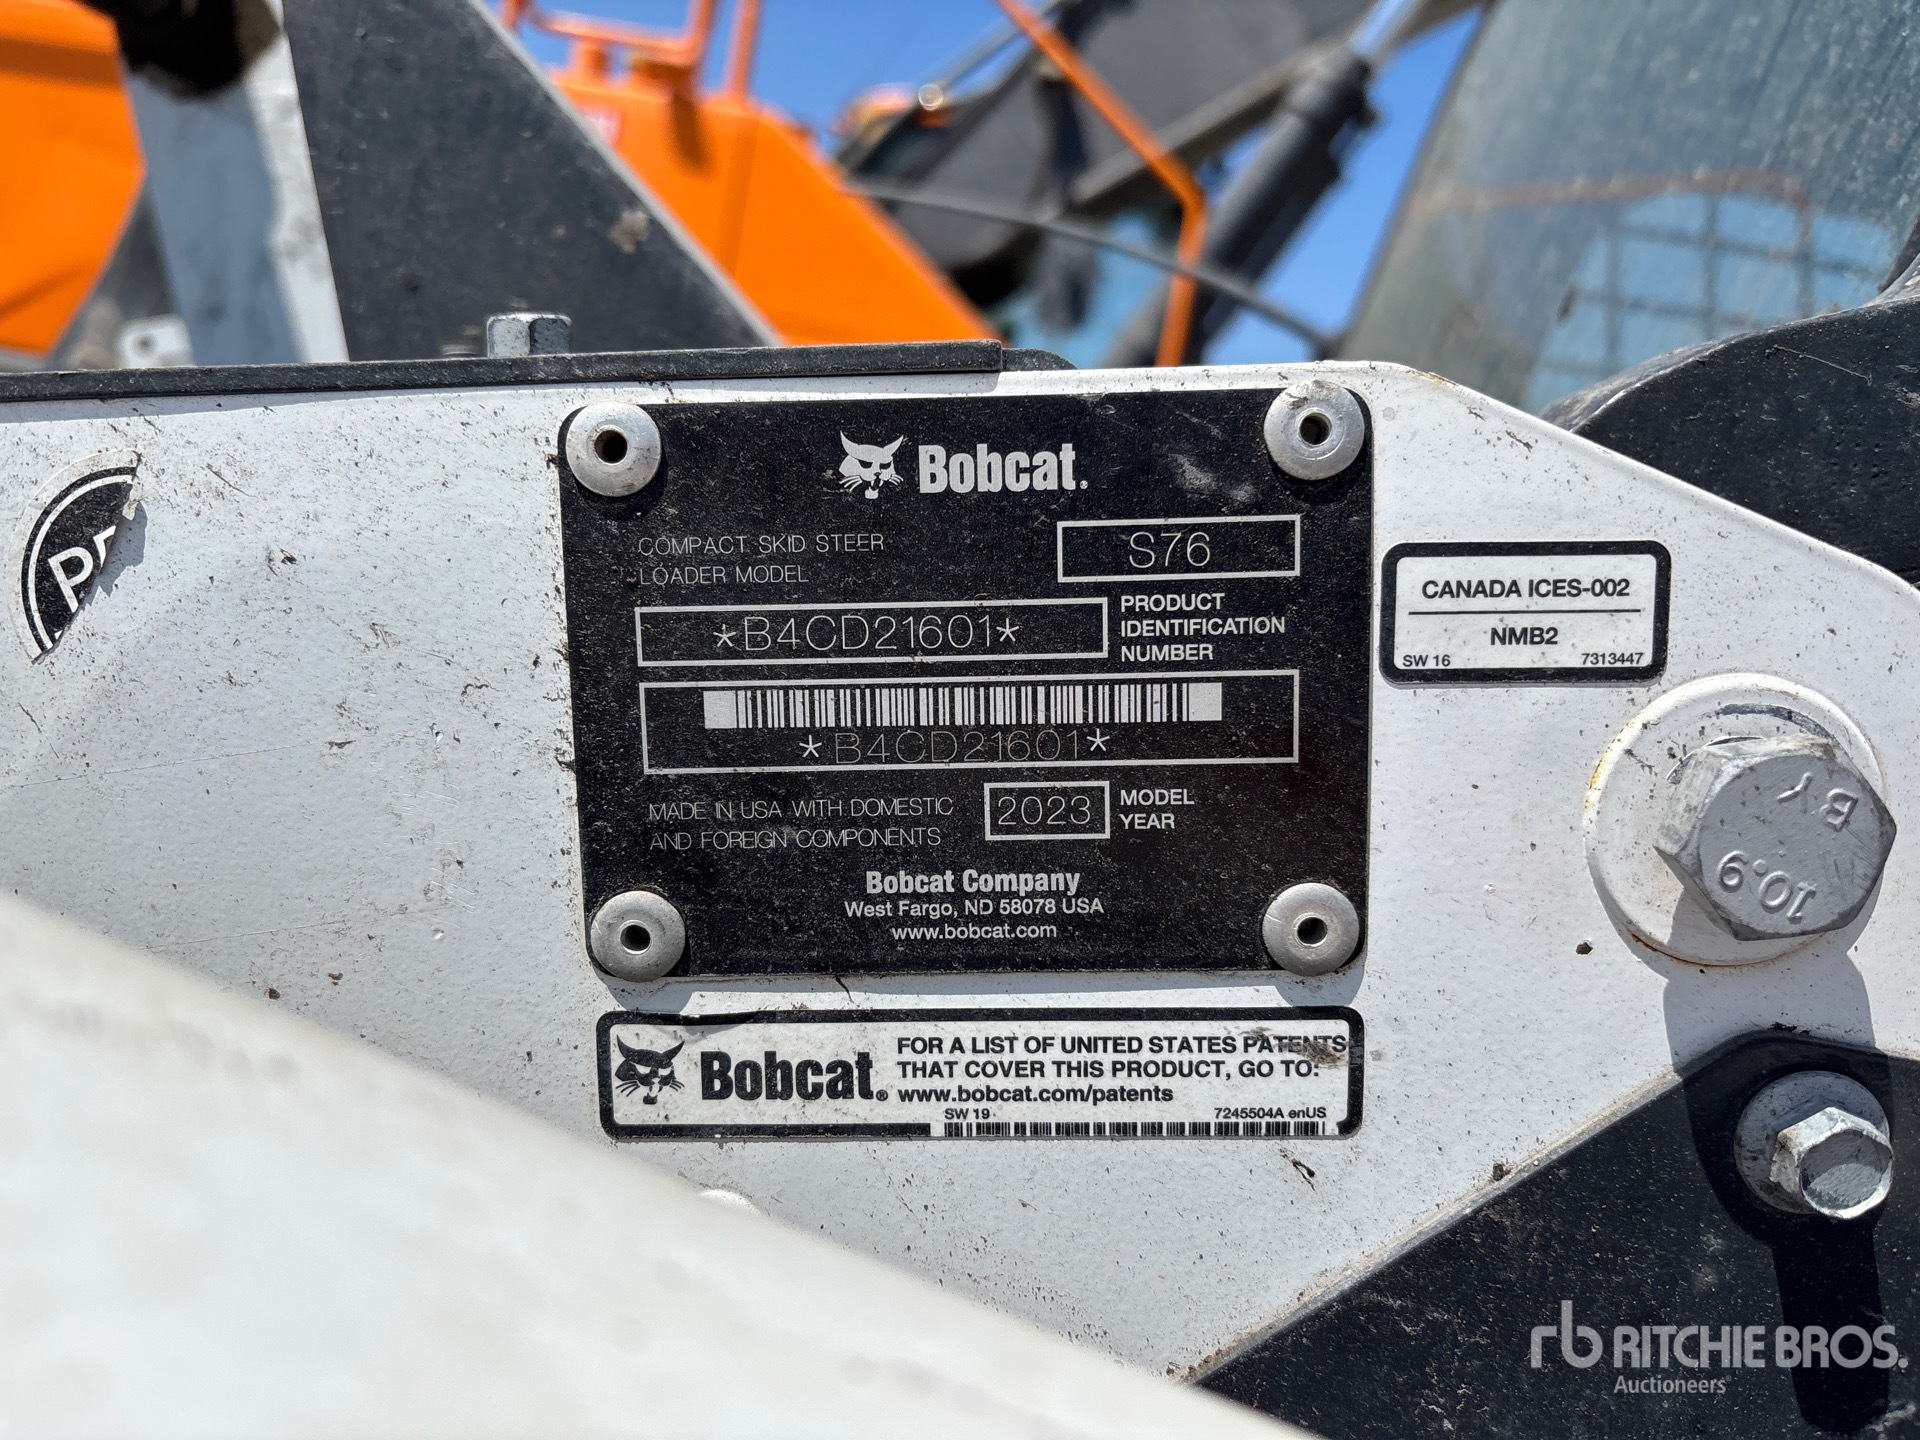 Bobcat®
COMPACT SKID STEER
LOADER MODEL
S76
*B4CD21601*
PRODUCT
IDENTIFICATION
NUMBER
*B4CD21601*
MADE IN USA WITH DOMESTIC
AND FOREIGN COMPONENTS
2023
MODEL
YEAR
Bobcat Company
West Fargo, ND 58078 USA
www.bobcat.com
CANADA ICES-002
NMB2
SW 16 7313447
BY
10.9
Bobcat®
FOR A LIST OF UNITED STATES PATENTS
THAT COVER THIS PRODUCT, GO TO:
www.bobcat.com/patents
SW 19 7245504A enUS
rb RITCHIE BROS.
Auctioneers